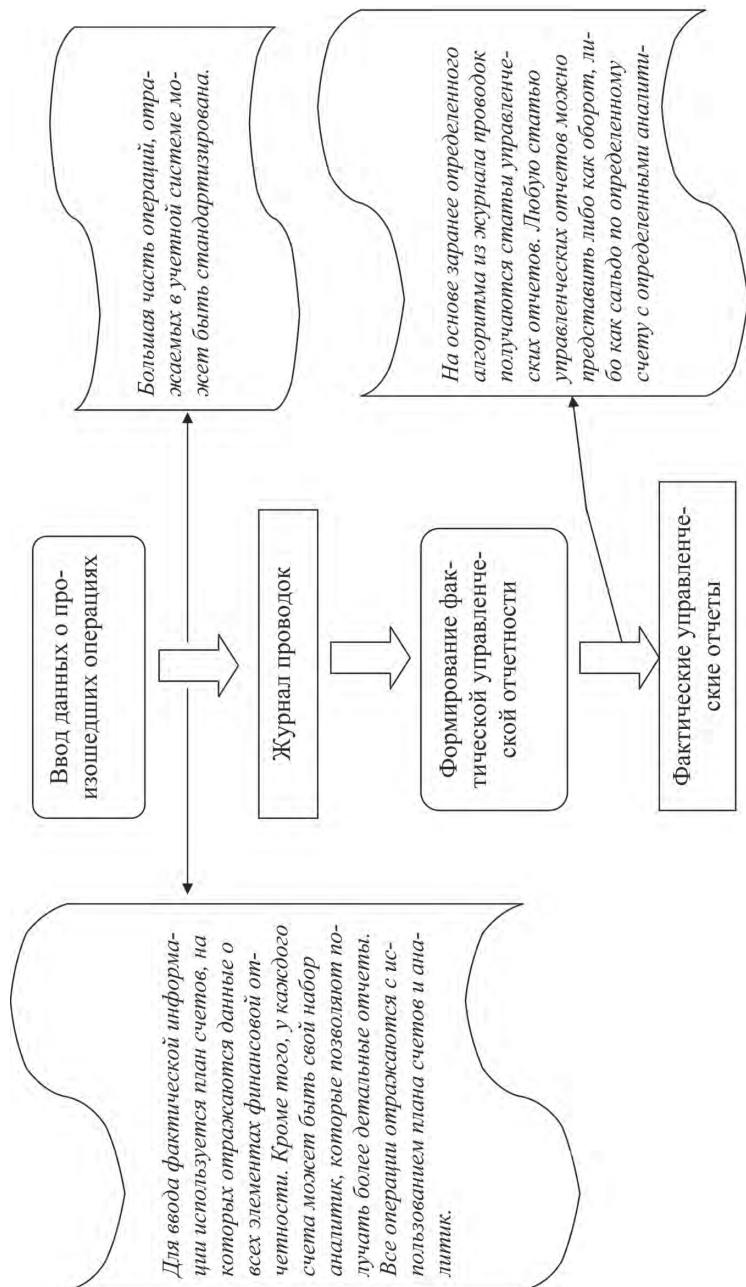 Для ввода фактической информа-
ции используется план счетов, на
которых отражаются данные о
всех элементах финансовой от-
четности. Кроме того, у каждого
счета может быть свой набор
аналитик, которые позволяют по-
лучать более детальные отчеты.
Все операции отражаются с ис-
пользованием плана счетов и ана-
литик.
Ввод данных о про-
изошедших операциях
Журнал проводок
Формирование фак-
тической управленче-
ской отчетности
Фактические управленче-
ские отчеты
Большая часть операций, отра-
жаемых в учетной системе мо-
жет быть стандартизирована.
На основе заранее определенного
алгоритма из журнала проводок
получаются статьи управленче-
ских отчетов. Любую статью
управленческих отчетов можно
представить либо как оборот, ли-
бо как сальдо по определенному
счету с определенными аналити-